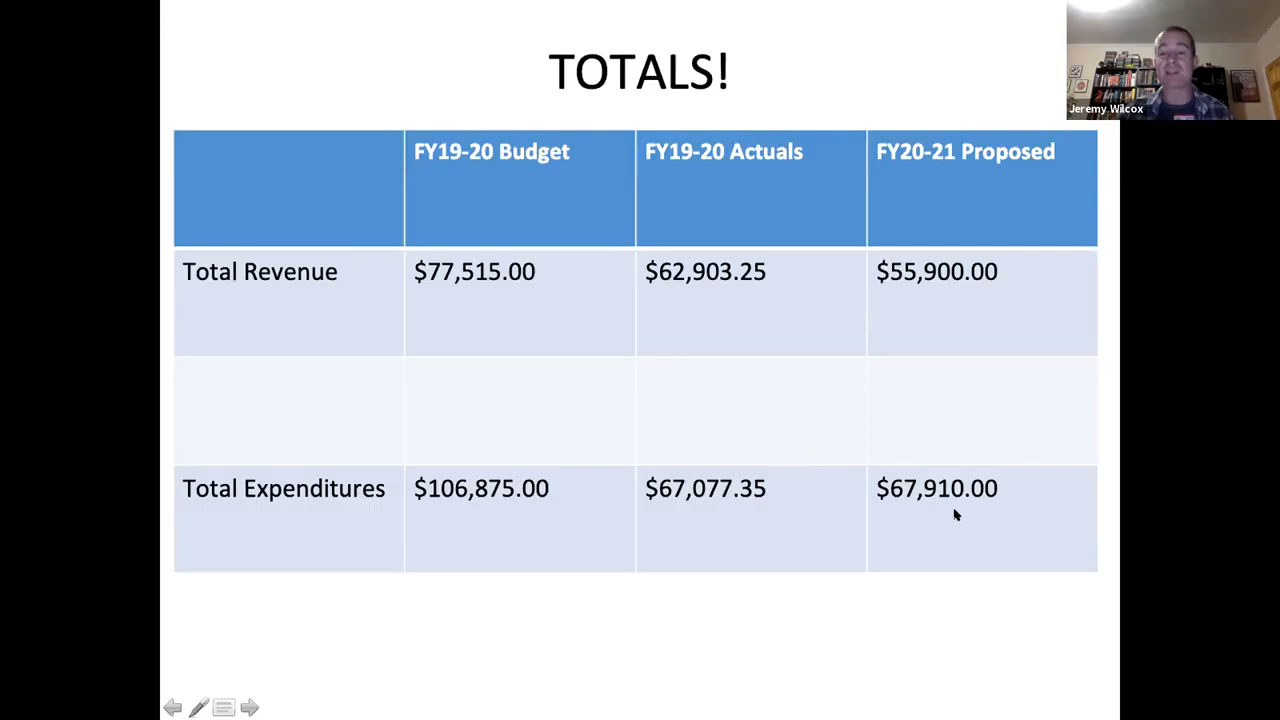 TOTALS!
Jeremy Wilcox
FY19-20 Budget FY19-20 Actuals FY20-21 Proposed
Total Revenue $77,515.00 $62,903.25 $55,900.00
Total Expenditures $106,875.00 $67,077.35 $67,910.00